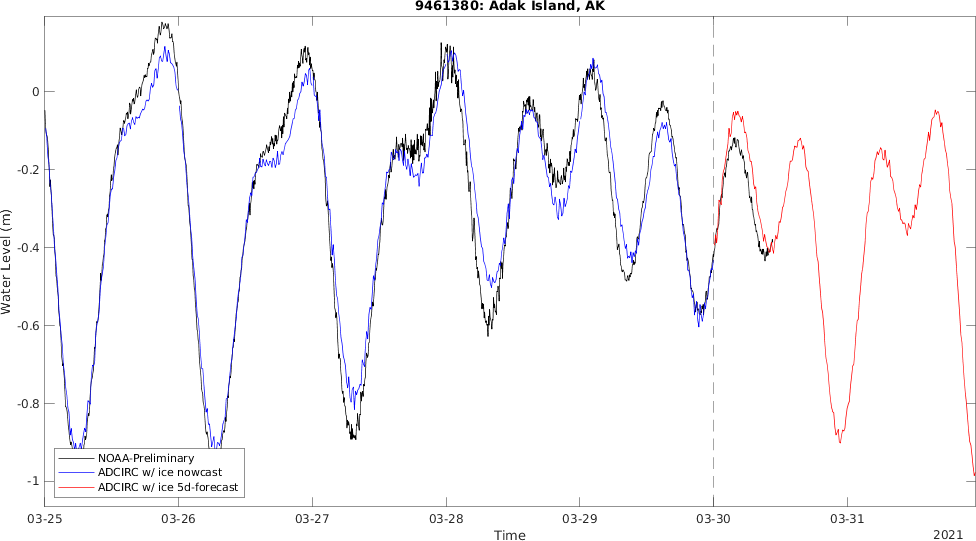 9461380: Adak Island, AK
Water Level (m)
0
-0.2
-0.4
-0.6
-0.8
-1
NOAA-Preliminary
ADCIRC w/ ice nowcast
ADCIRC w/ ice 5d-forecast
03-25 03-26 03-27 03-28 03-29 03-30 03-31
Time
2021